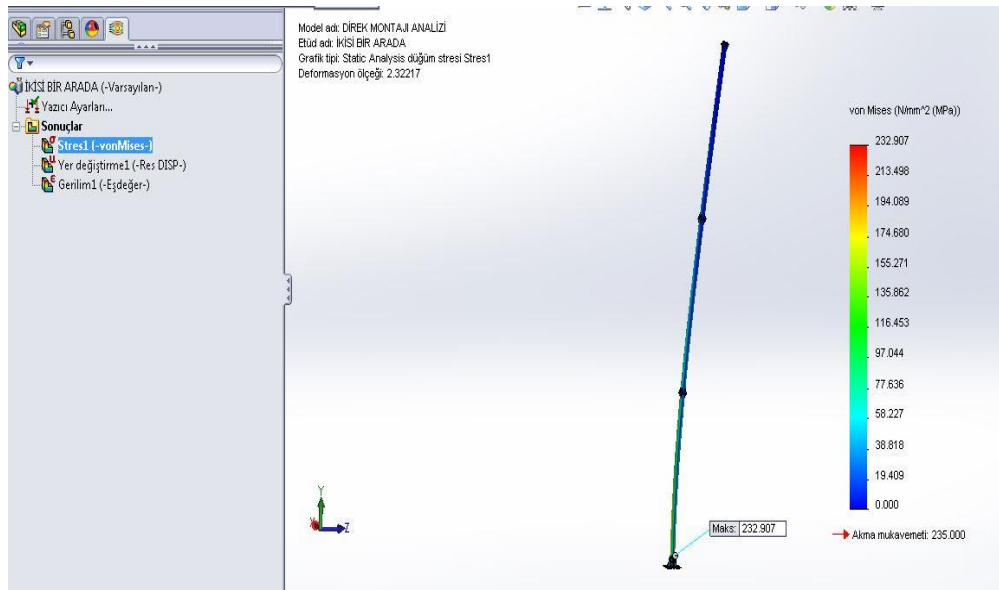 İKİSİ BİR ARADA (-Varsayılan-)
Yazıcı Ayarları...
Sonuçlar
Stres1 (-vonMises-)
Yer değiştirme1 (-Res DISP-)
Gerilim1 (-Eşdeğer-)
Model adı: DİREK MONTAJI ANALİZİ
Etüd adı: İKİSİ BİR ARADA
Grafik tipi: Static Analysis düğüm stresi Stres1
Deformasyon ölçeği: 2.32217
von Mises (N/mm^2 (MPa))
232.907
213.498
194.089
174.680
155.271
135.862
116.453
97.044
77.636
58.227
38.818
19.409
0.000
Akma mukavemeti: 235.000
Maks: 232.907
Y
X
Z